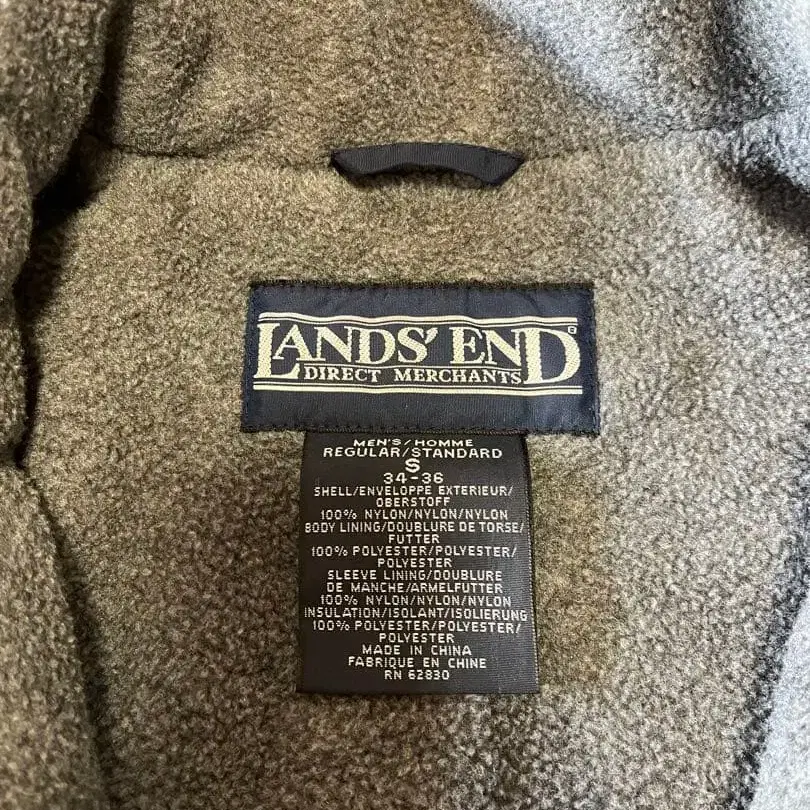 LANDS' END
DIRECT MERCHANTS
MEN'S/HOMME
REGULAR/STANDARD
S
34-36
SHELL/ENVELOPPE EXTERIEUR/
OBERSTOFF
100% NYLON/NYLON/NYLON
BODY LINING/DOUBLURE DE TORSE/
FUTTER
100% POLYESTER/POLYESTER/
POLYESTER
SLEEVE LINING/DOUBLURE
DE MANCHE/ARMELFUTTER
100% NYLON/NYLON/NYLON
INSULATION/ISOLANT/ISOLIERUNG
100% POLYESTER/POLYESTER/
POLYESTER
MADE IN CHINA
FABRIQUE EN CHINE
RN 62830